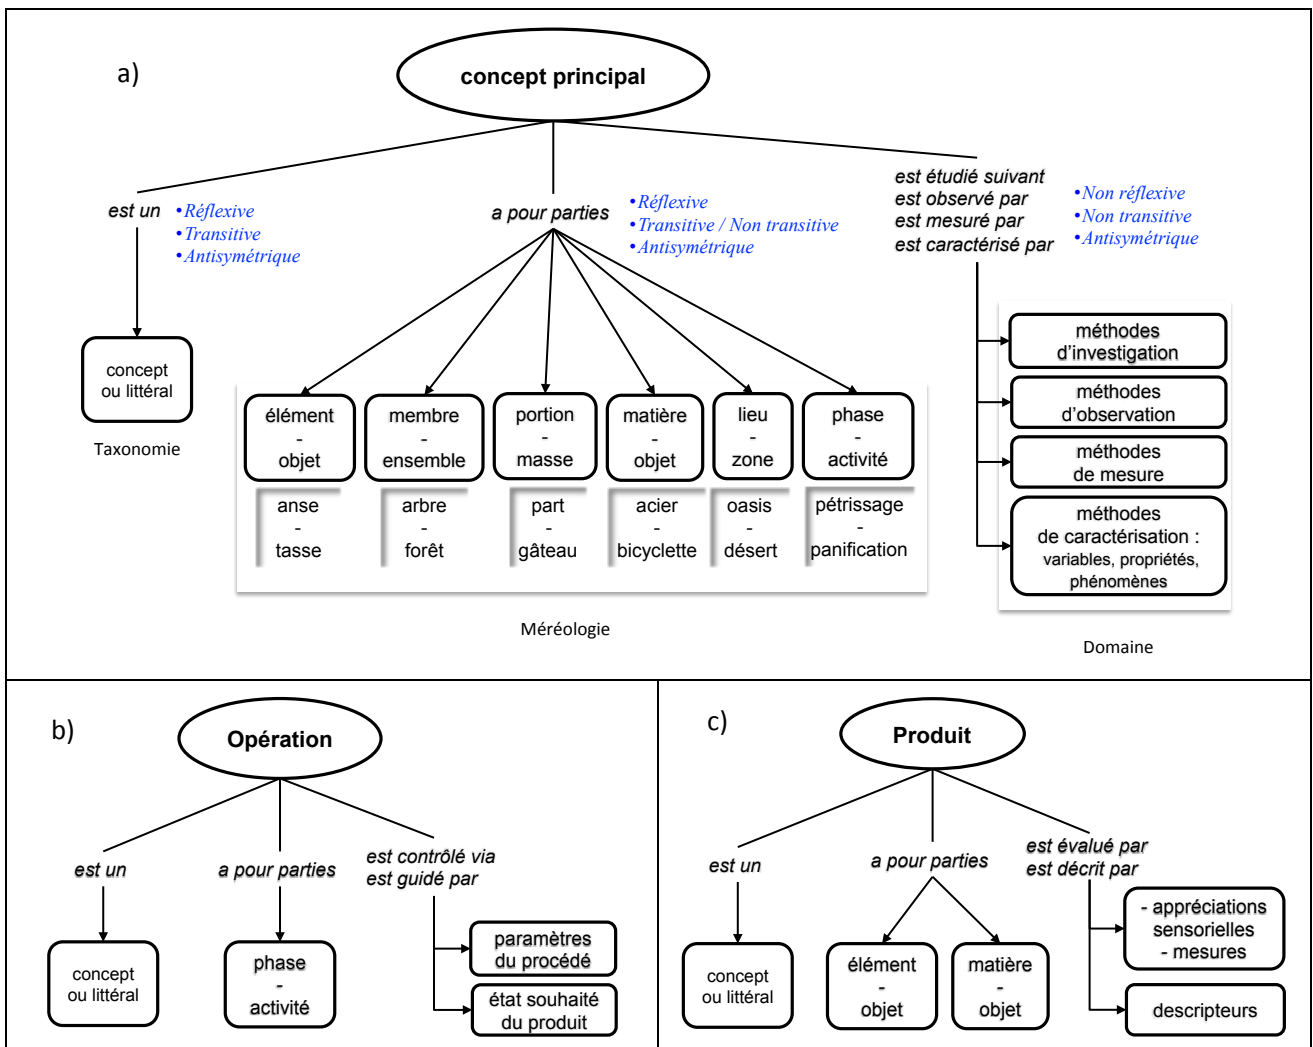 a)
concept principal
est un
•Réflexive
•Transitive
•Antisymétrique
a pour parties
•Réflexive
•Transitive / Non transitive
•Antisymétrique
est étudié suivant
est observé par
est mesuré par
est caractérisé par
•Non réflexive
•Non transitive
•Antisymétrique
concept
ou littéral
Taxonomie
élément
-
objet
membre
-
ensemble
portion
-
masse
matière
-
objet
lieu
-
zone
phase
-
activité
anse
-
tasse
arbre
-
forêt
part
-
gâteau
acier
-
bicyclette
oasis
-
désert
pétrissage
-
panification
Méréologie
méthodes
d'investigation
méthodes
d'observation
méthodes
de mesure
méthodes
de caractérisation :
variables, propriétés,
phénomènes
Domaine
b)
Opération
est un
a pour parties
est contrôlé via
est guidé par
concept
ou littéral
phase
-
activité
paramètres
du procédé
état souhaité
du produit
c)
Produit
est un
a pour parties
est évalué par
est décrit par
concept
ou littéral
élément
-
objet
matière
-
objet
- appréciations
sensorielles
- mesures
descripteurs